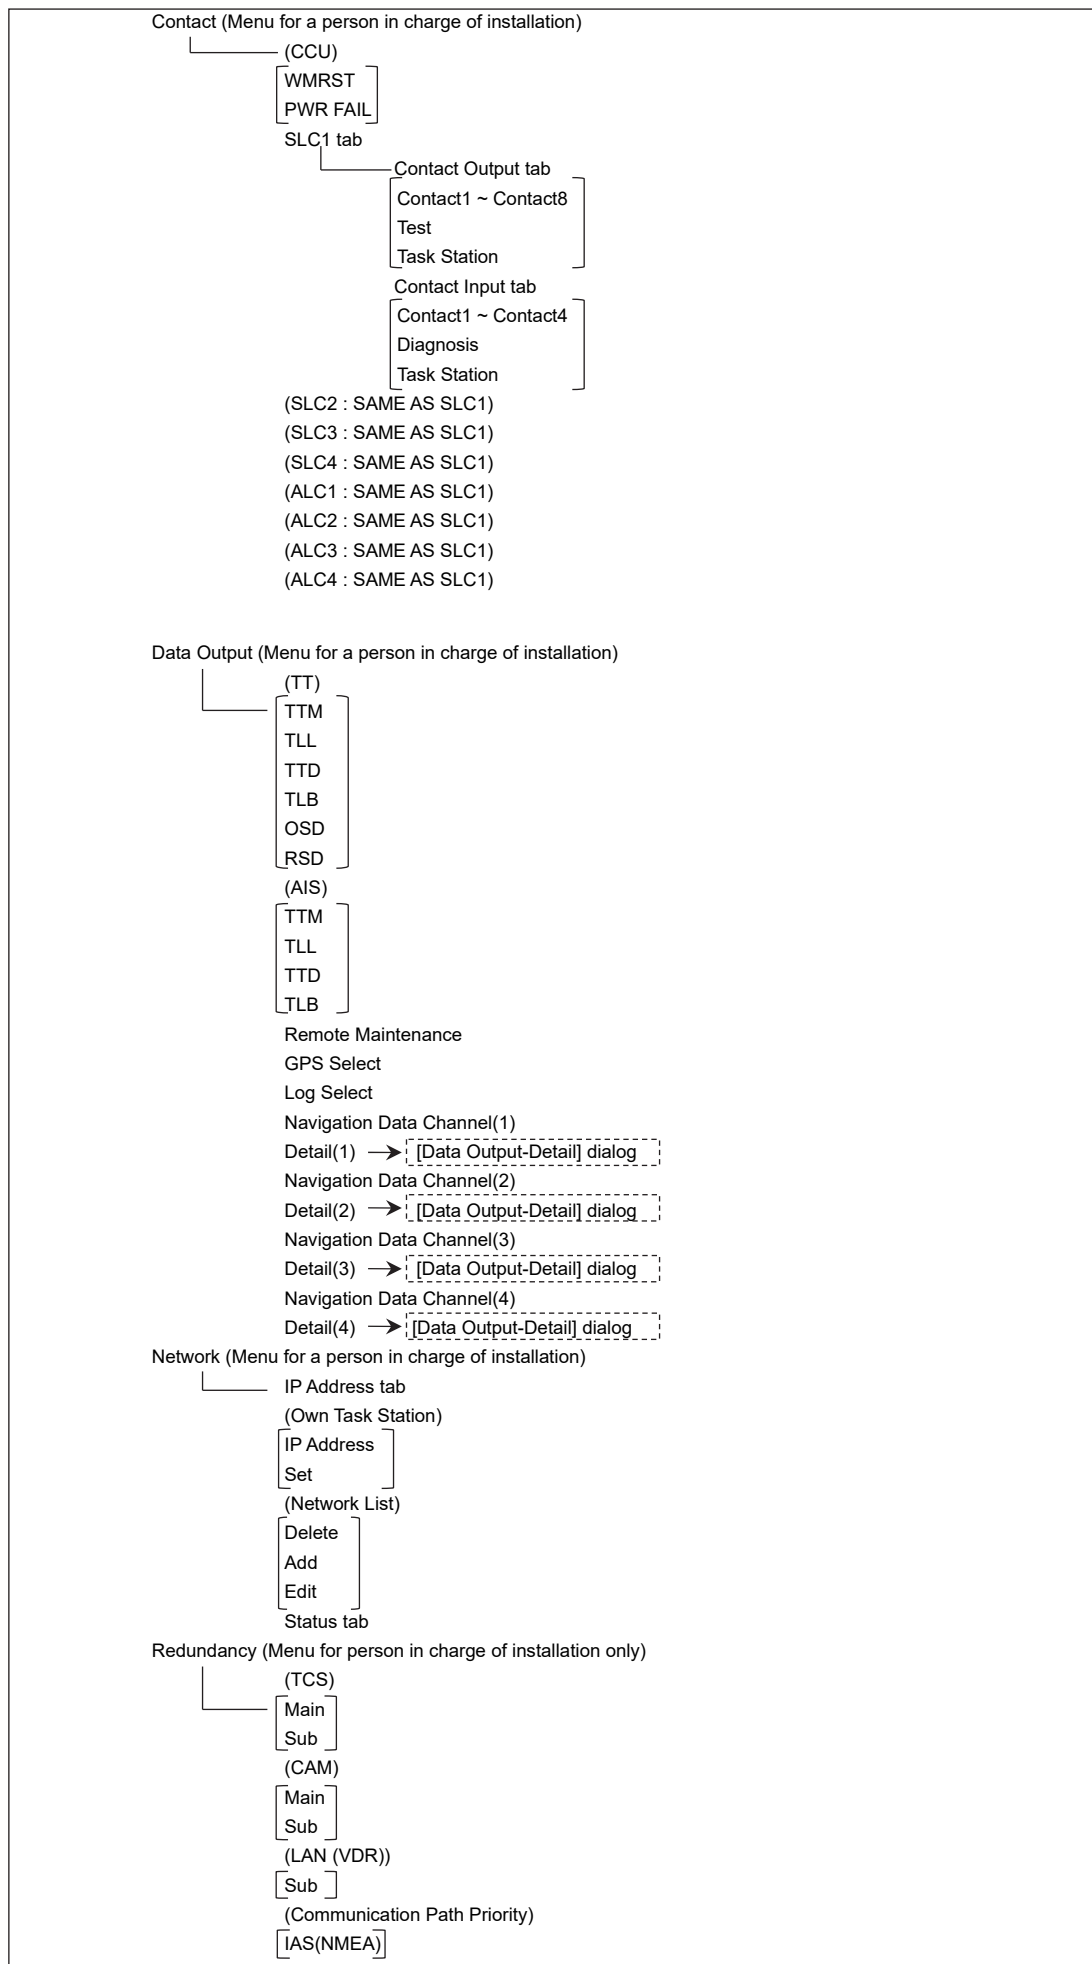 Contact (Menu for a person in charge of installation)
(CCU)
WMRST
PWR FAIL
SLC1 tab
Contact Output tab
Contact1 ~ Contact8
Test
Task Station
Contact Input tab
Contact1 ~ Contact4
Diagnosis
Task Station
(SLC2 : SAME AS SLC1)
(SLC3 : SAME AS SLC1)
(SLC4 : SAME AS SLC1)
(ALC1 : SAME AS SLC1)
(ALC2 : SAME AS SLC1)
(ALC3 : SAME AS SLC1)
(ALC4 : SAME AS SLC1)
Data Output (Menu for a person in charge of installation)
(TT)
TTM
TLL
TTD
TLB
OSD
RSD
(AIS)
TTM
TLL
TTD
TLB
Remote Maintenance
GPS Select
Log Select
Navigation Data Channel(1)
Detail(1) [Data Output-Detail] dialog
Navigation Data Channel(2)
Detail(2) [Data Output-Detail] dialog
Navigation Data Channel(3)
Detail(3) [Data Output-Detail] dialog
Navigation Data Channel(4)
Detail(4) [Data Output-Detail] dialog
Network (Menu for a person in charge of installation)
IP Address tab
(Own Task Station)
IP Address
Set
(Network List)
Delete
Add
Edit
Status tab
Redundancy (Menu for person in charge of installation only)
(TCS)
Main
Sub
(CAM)
Main
Sub
(LAN (VDR))
Sub
(Communication Path Priority)
IAS(NMEA)